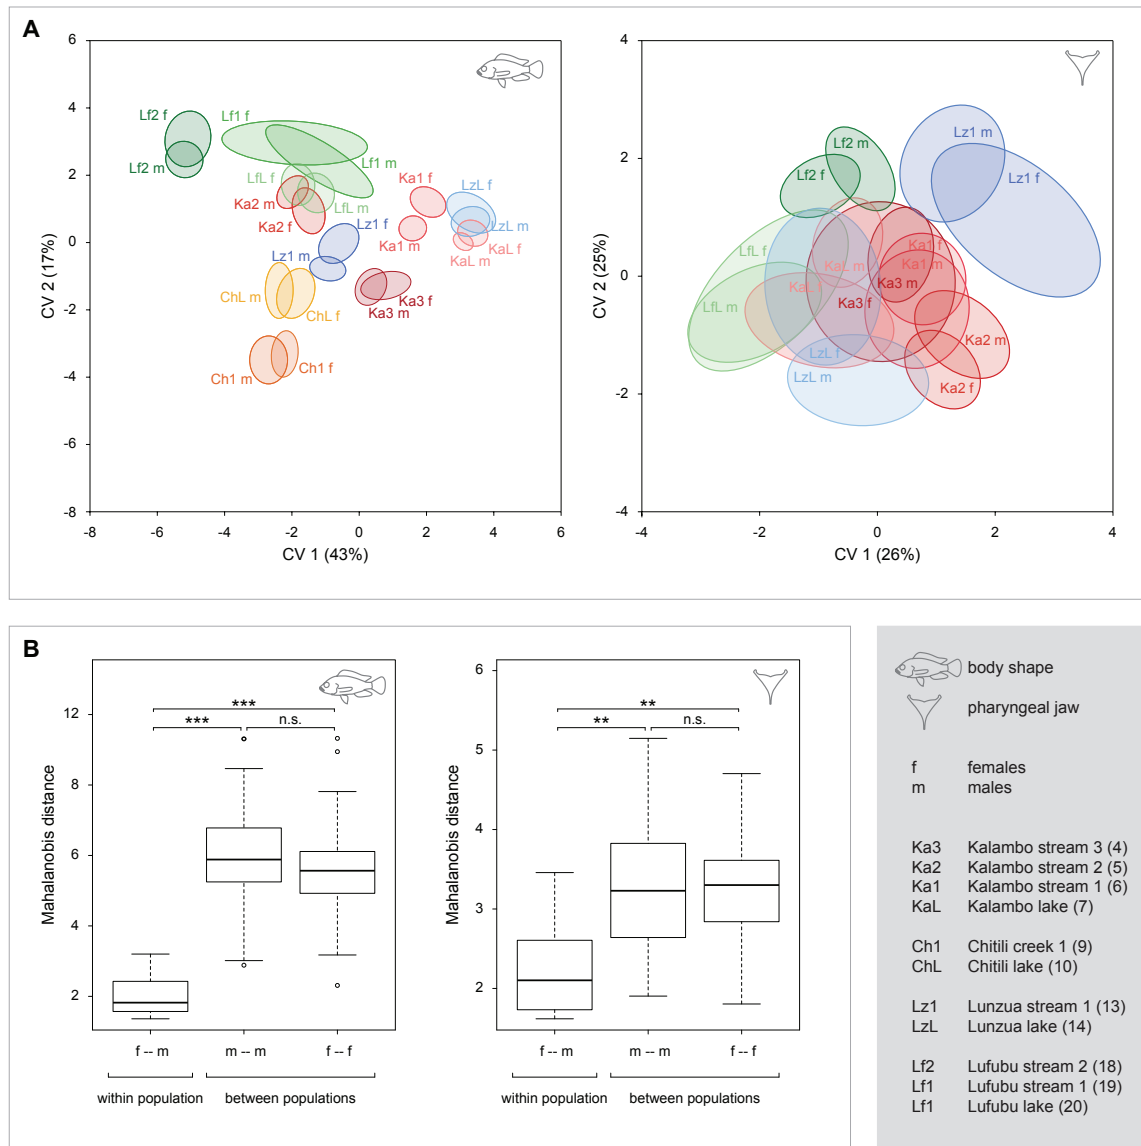 A
6
4
2
0
-2
-4
-6
-8
-8
-6
-4
-2
0
2
4
6
CV 2 (17%)
CV 1 (43%)
Lf2 f
Lf1 f
Lf2 m
Lf1 m
LfL f
LfL m
Ka2 m
Ka2 f
Ka1 f
LzL f
Lz1 f
Ka1 m
LzL m
KaL f
KaL m
Lz1 m
ChL m
ChL f
Ka3 f
Ka3 m
Ch1 m
Ch1 f
4
2
0
-2
-4
-4
-2
0
2
4
CV 2 (25%)
CV 1 (26%)
Lf2 m
Lz1 m
Lf2 f
Lz1 f
LfL f
KaL m
Ka1 f
Ka1 m
KaL f
Ka3 m
LfL m
Ka3 f
Ka2 m
LzL f
LzL m
Ka2 f
B
12
8
6
4
2
Mahalanobis distance
***
***
n.s.
f -- m
m -- m
f -- f
within population
between populations
6
5
4
3
2
Mahalanobis distance
**
**
n.s.
f -- m
m -- m
f -- f
within population
between populations
body shape
pharyngeal jaw
f females
m males
Ka3 Kalambo stream 3 (4)
Ka2 Kalambo stream 2 (5)
Ka1 Kalambo stream 1 (6)
KaL Kalambo lake (7)
Ch1 Chitili creek 1 (9)
ChL Chitili lake (10)
Lz1 Lunzua stream 1 (13)
LzL Lunzua lake (14)
Lf2 Lufubu stream 2 (18)
Lf1 Lufubu stream 1 (19)
Lf1 Lufubu lake (20)